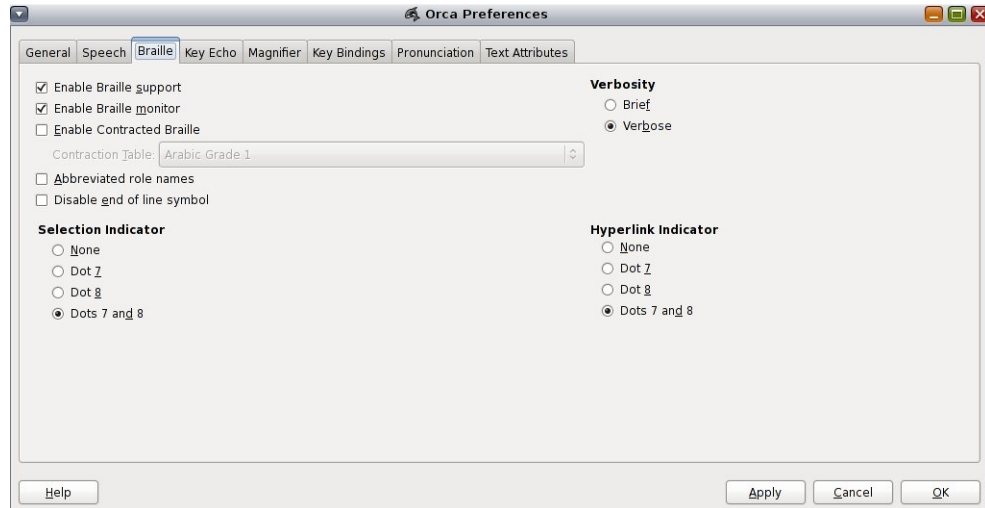 Orca Preferences
General Speech Braille Key Echo Magnifier Key Bindings Pronunciation Text Attributes
Enable Braille support
Enable Braille monitor
Enable Contracted Braille
Contraction Table: Arabic Grade 1
Abbreviated role names
Disable end of line symbol
Verbosity
Brief
Verbose
Selection Indicator
None
Dot 7
Dot 8
Dots 7 and 8
Hyperlink Indicator
None
Dot 7
Dot 8
Dots 7 and 8
Help Apply Cancel OK